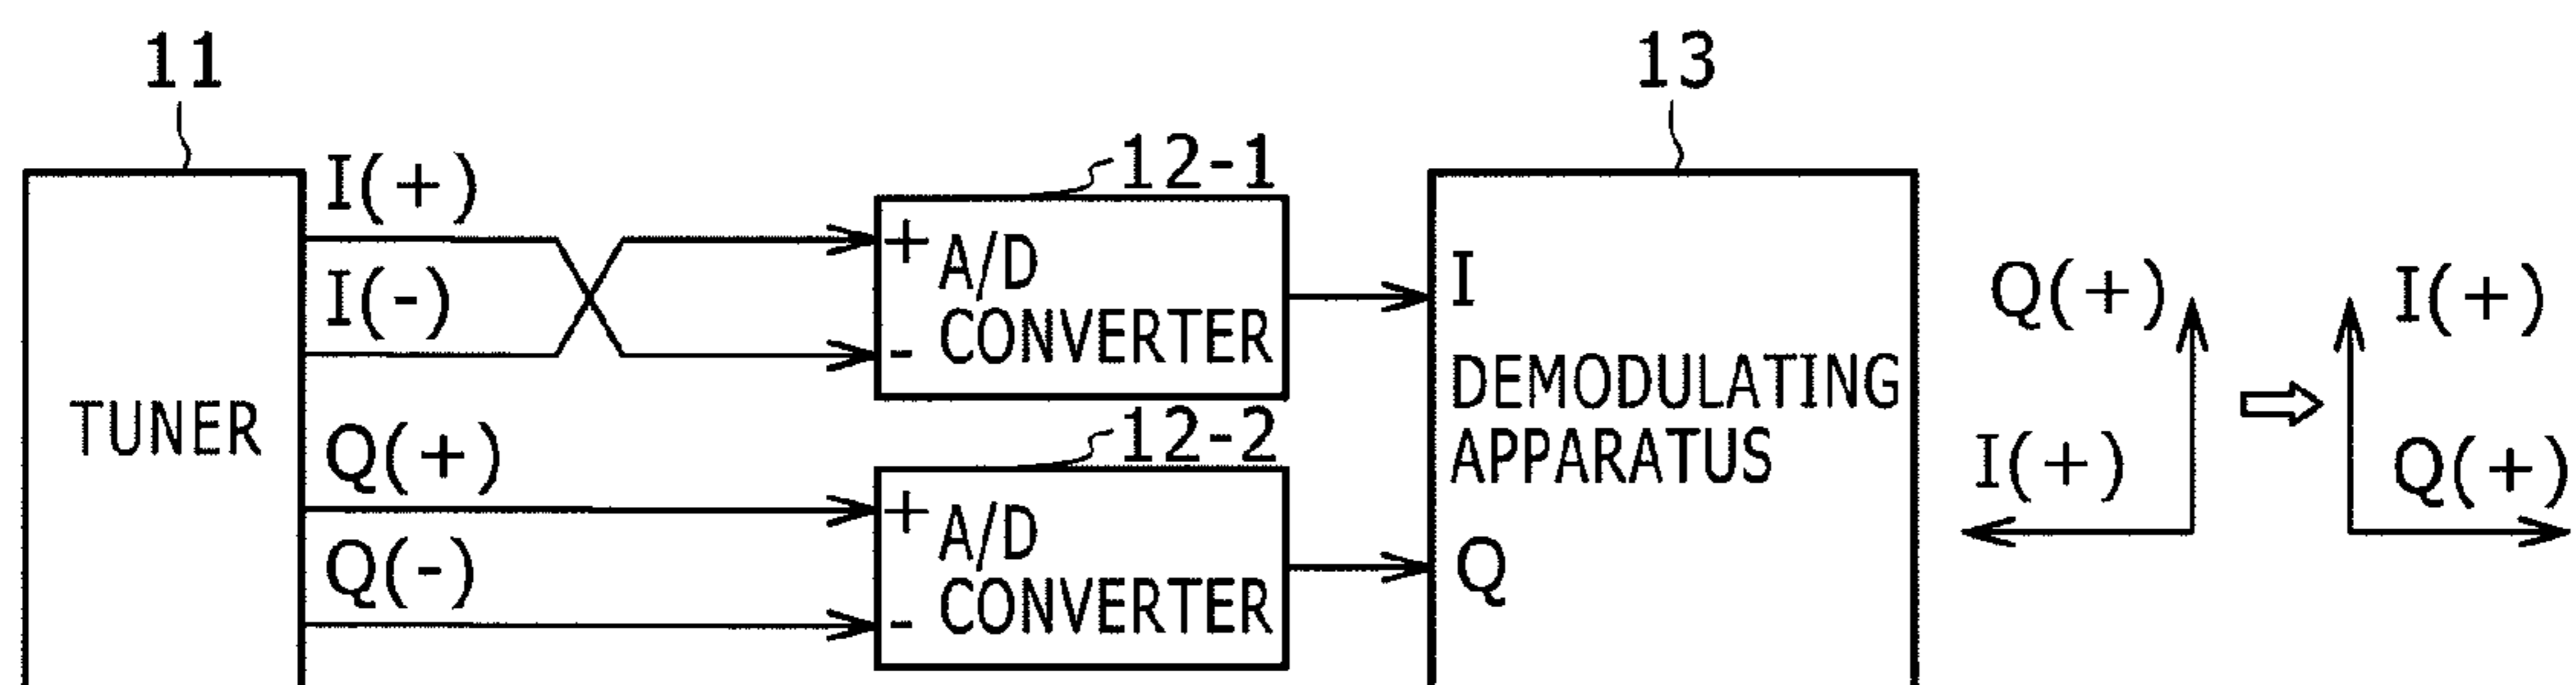 11
13
I(+)
12-1
I(-)
+ A/D
- CONVERTER
I
Q(+)
I(+)
DEMODULATING
APPARATUS
TUNER
Q(+)
12-2
I(+)
Q(+)
Q(-)
+ A/D
- CONVERTER
Q